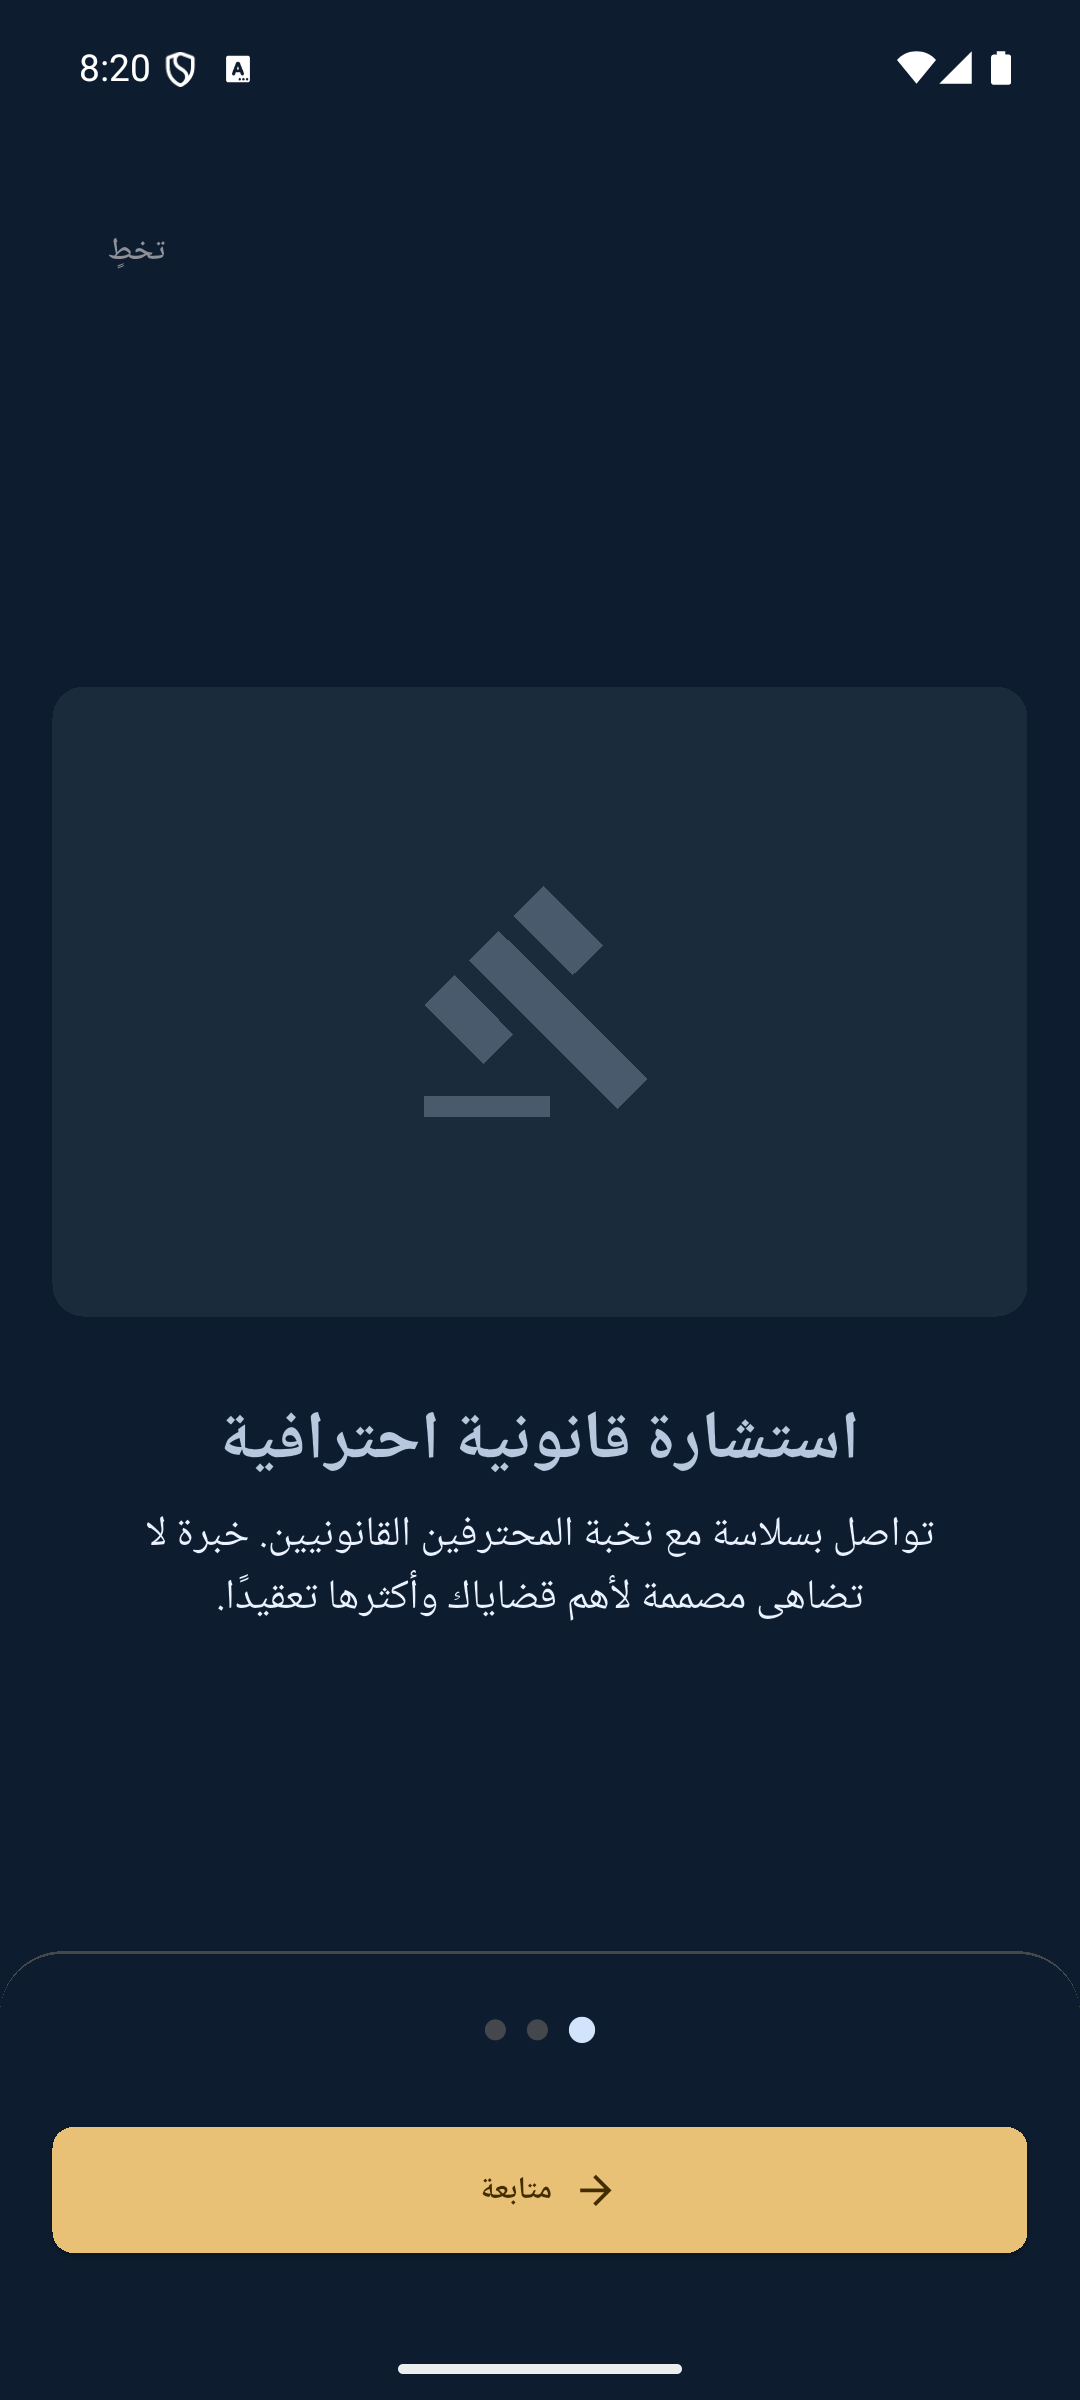 8:20
تخطٍ
استشارة قانونية احترافية
تواصل بسلاسة مع نخبة المحترفين القانونيين. خبرة لا
تضاهى مصممة لأهم قضاياك وأكثرها تعقيدًا.
متابعة